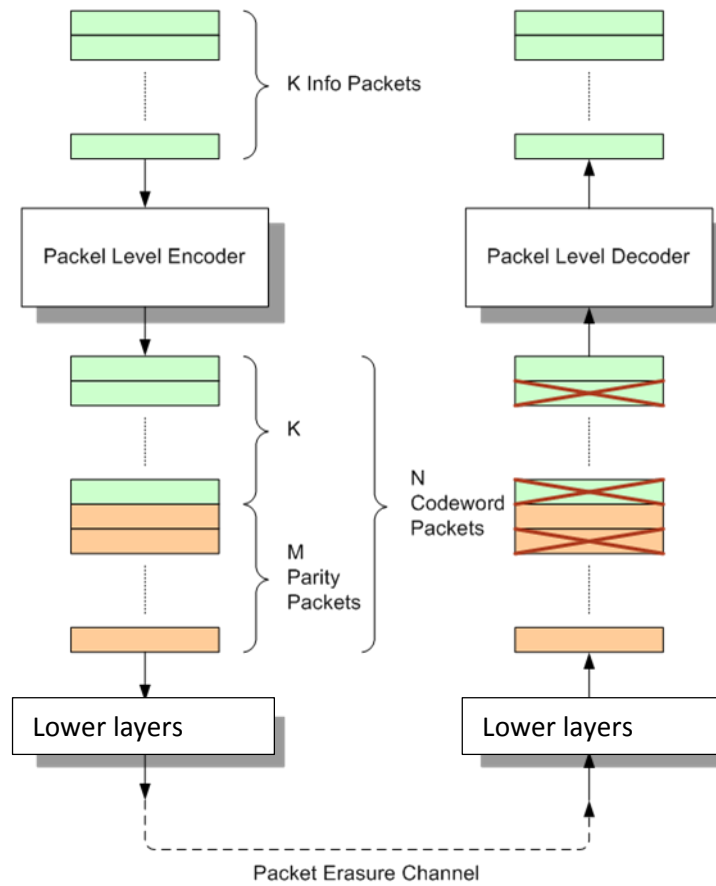 K Info Packets
Packel Level Encoder
Packel Level Decoder
K
N
Codeword
Packets
M
Parity
Packets
Lower layers
Lower layers
Packet Erasure Channel